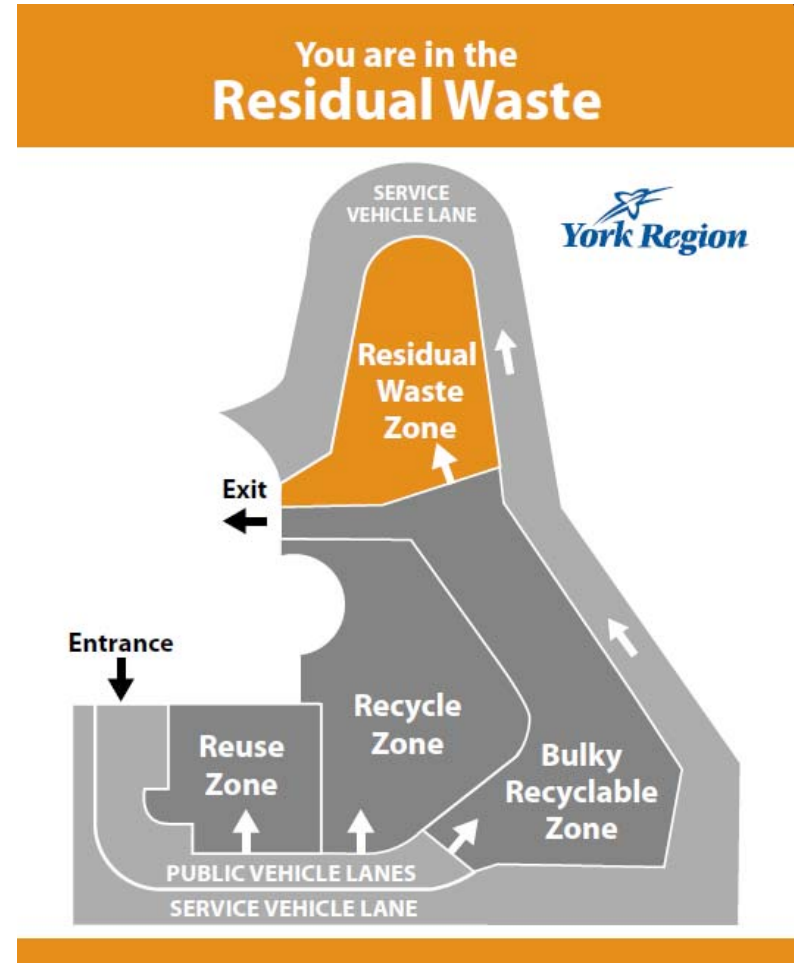 You are in the
Residual Waste
SERVICE
VEHICLE LANE
York Region
Residual
Waste
Zone
Exit
Entrance
Reuse
Zone
Recycle
Zone
Bulky
Recyclable
Zone
PUBLIC VEHICLE LANES
SERVICE VEHICLE LANE